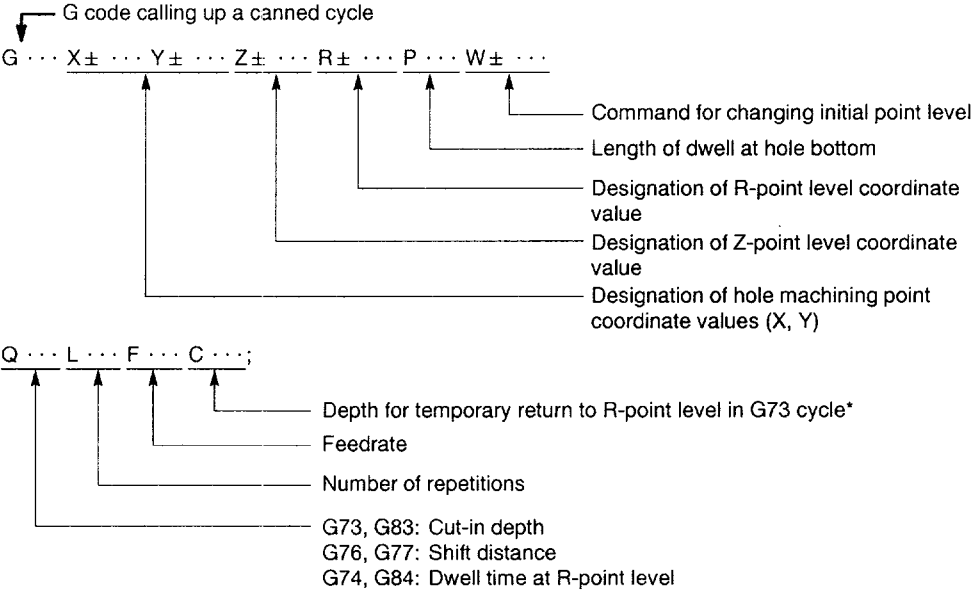 G code calling up a canned cycle
G ··· X± ··· Y± ··· Z± ··· R± ··· P ··· W± ···
Command for changing initial point level
Length of dwell at hole bottom
Designation of R-point level coordinate
value
Designation of Z-point level coordinate
value
Designation of hole machining point
coordinate values (X, Y)
Q ··· L ··· F ··· C ···;
Depth for temporary return to R-point level in G73 cycle*
Feedrate
Number of repetitions
G73, G83: Cut-in depth
G76, G77: Shift distance
G74, G84: Dwell time at R-point level